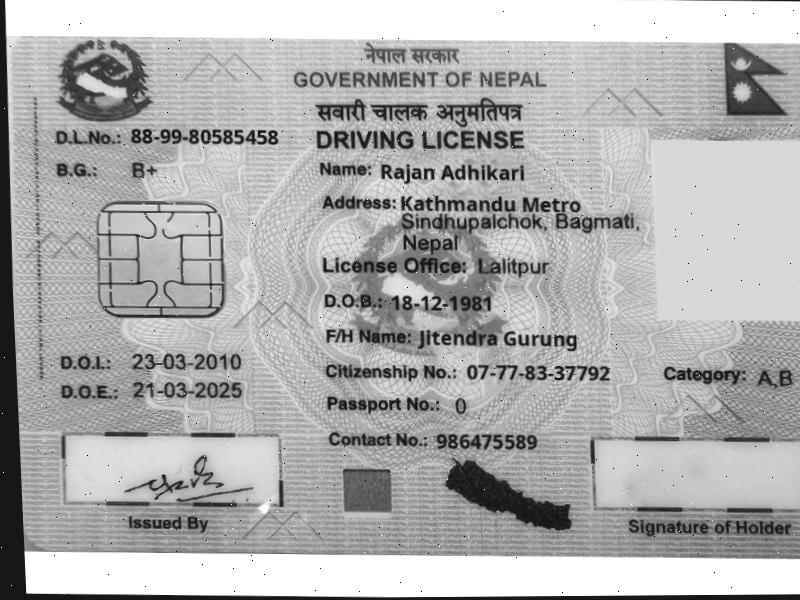 नेपाल सरकार
GOVERNMENT OF NEPAL
सवारी चालक अनुमतिपत्र
D.L.No.: 88-99-80585458
DRIVING LICENSE
B.G.: B+
Name: Rajan Adhikari
Address: Kathmandu Metro
Sindhupalchok, Bagmati,
Nepal
License Office: Lalitpur
D.O.B.: 18-12-1981
F/H Name: Jitendra Gurung
D.O.I.: 23-03-2010
Citizenship No.: 07-77-83-37792
Category: A,B
D.O.E.: 21-03-2025
Passport No.: 0
Contact No.: 986475589
Issued By
Signature of Holder